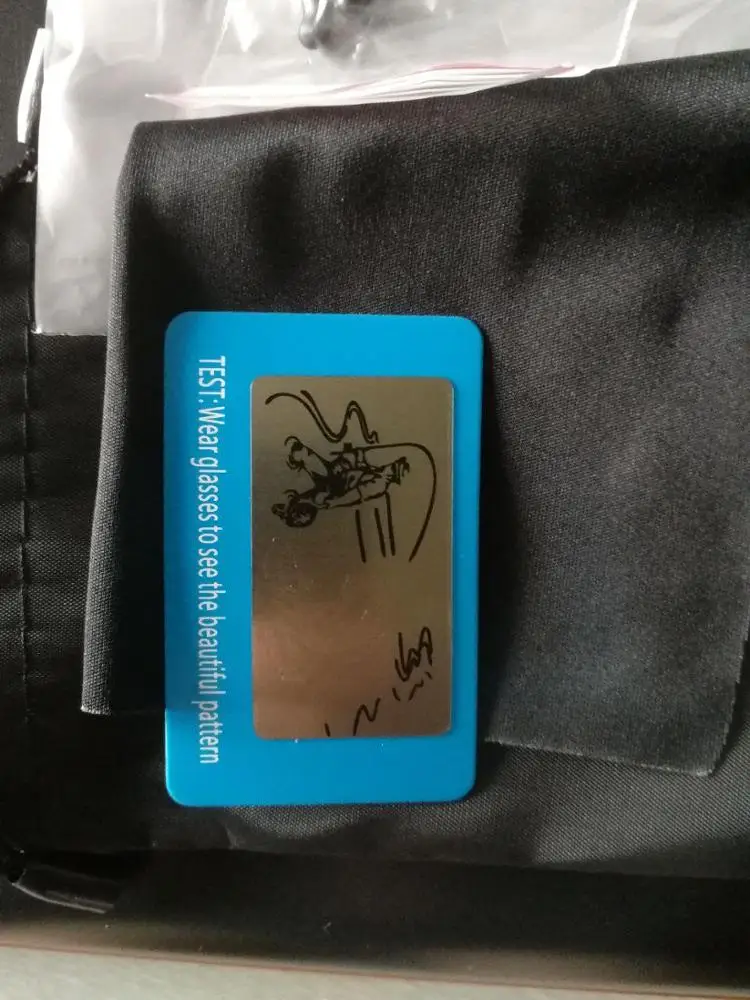 TEST: Wear glasses to see the beautiful pattern